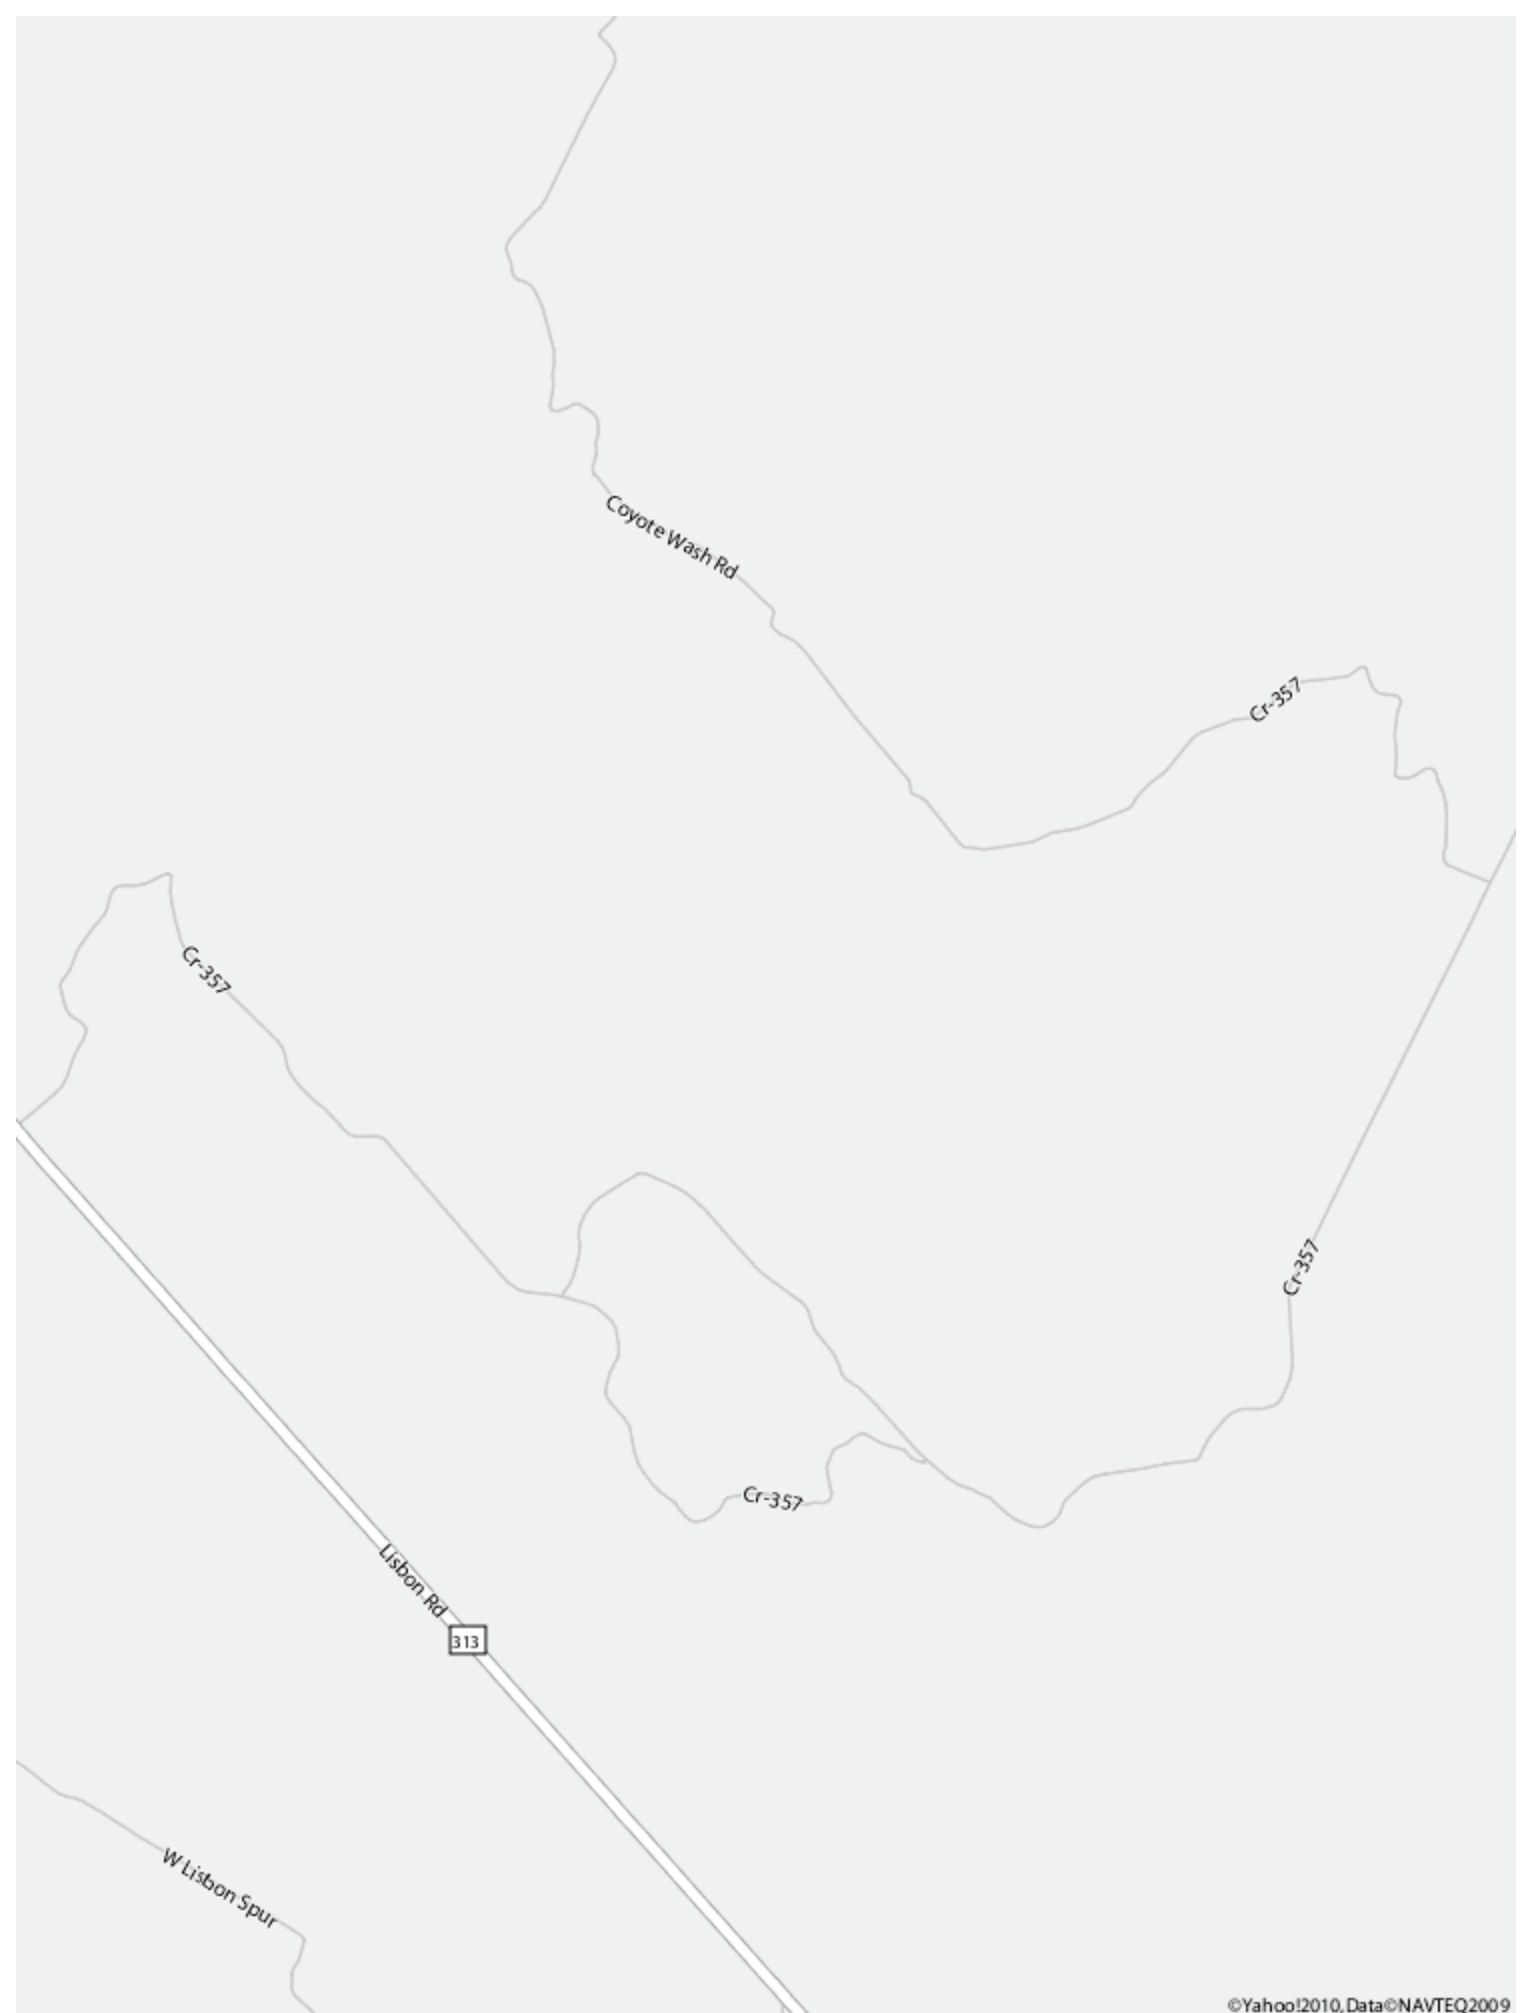 Coyote Wash Rd
Cr-357
Cr-357
Cr-357
Cr-357
Lisbon Rd
313
W Lisbon Spur
©Yahoo!2010, Data©NAVTEQ2009